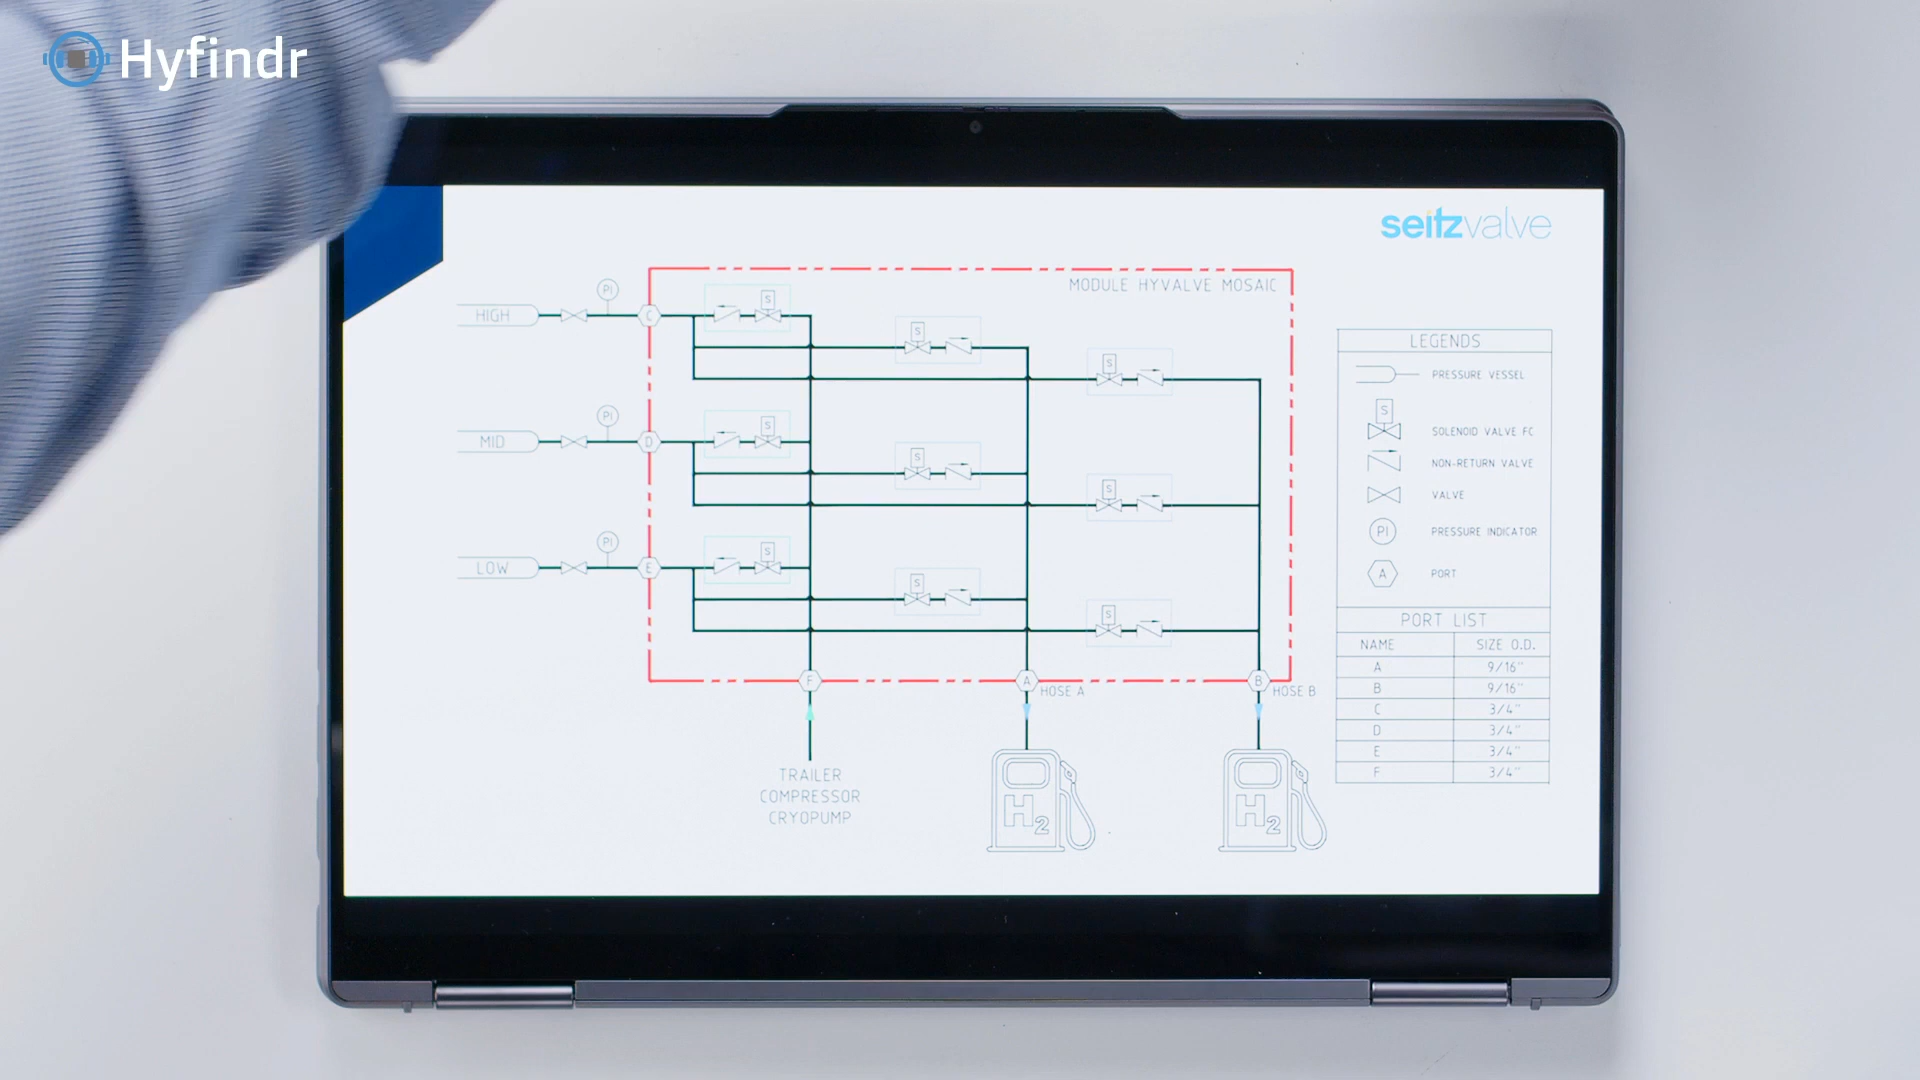 Hyfindr
seitzvalve
MODULE HYVALVE MOSAIC
PI
HIGH
C
S
S
S
PI
MID
D
S
S
S
PI
LOW
E
S
S
S
F
A
HOSE A
B
HOSE B
TRAILER
COMPRESSOR
CRYOPUMP
H2
H2
LEGENDS
PRESSURE VESSEL
S
SOLENOID VALVE FC
NON-RETURN VALVE
VALVE
PI PRESSURE INDICATOR
A PORT
PORT LIST
NAME SIZE O.D.
A 9/16"
B 9/16"
C 3/4"
D 3/4"
E 3/4"
F 3/4"